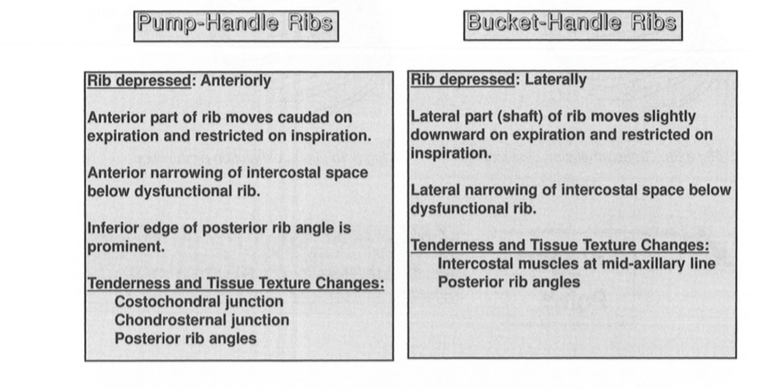 Pump-Handle Ribs
Rib depressed: Anteriorly
Anterior part of rib moves caudad on
expiration and restricted on inspiration.
Anterior narrowing of intercostal space
below dysfunctional rib.
Inferior edge of posterior rib angle is
prominent.
Tenderness and Tissue Texture Changes:
Costochondral junction
Chondrosternal junction
Posterior rib angles
Bucket-Handle Ribs
Rib depressed: Laterally
Lateral part (shaft) of rib moves slightly
downward on expiration and restricted on
inspiration.
Lateral narrowing of intercostal space below
dysfunctional rib.
Tenderness and Tissue Texture Changes:
Intercostal muscles at mid-axillary line
Posterior rib angles